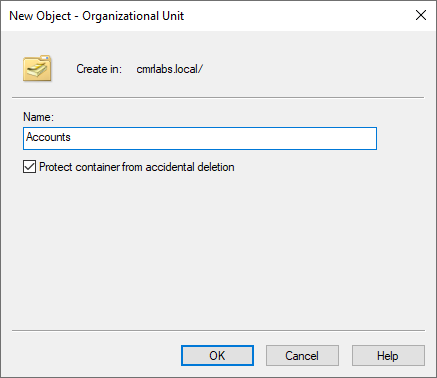 New Object - Organizational Unit
Create in: cmrlabs.local/
Name:
Accounts
Protect container from accidental deletion
OK Cancel Help